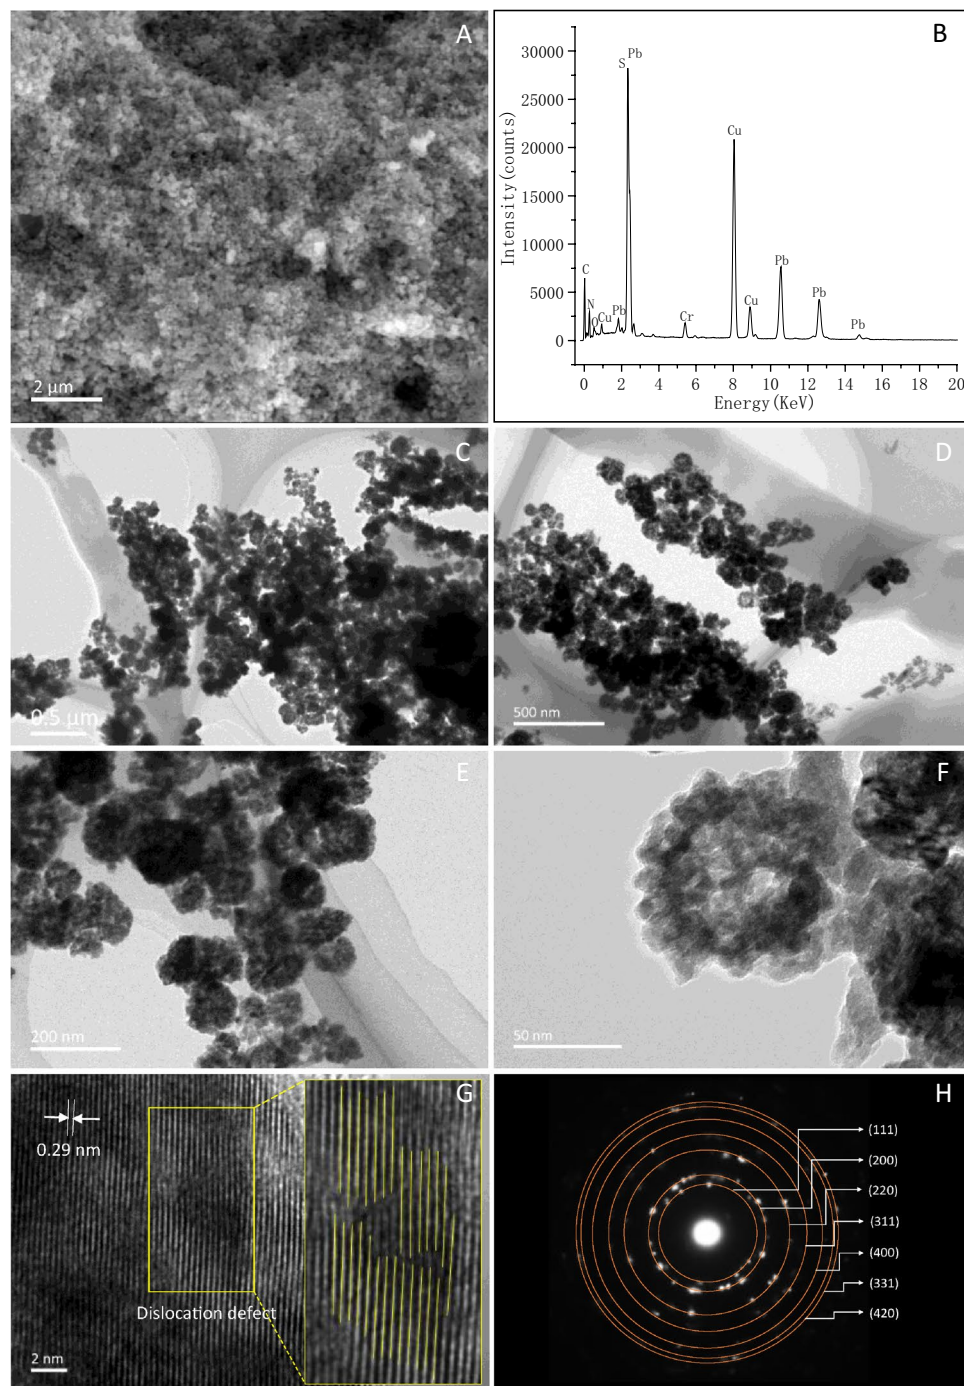 A
2 μm
B
Intensity(counts)
30000
25000
20000
15000
10000
5000
0
S Pb
Cu
C
N
O
Cu
Pb
Cr
Cu
Pb
Pb
Pb
0 2 4 6 8 10 12 14 16 18 20
Energy(KeV)
C
0.5 μm
D
500 nm
E
200 nm
F
50 nm
G
0.29 nm
Dislocation defect
2 nm
H
(111)
(200)
(220)
(311)
(400)
(331)
(420)